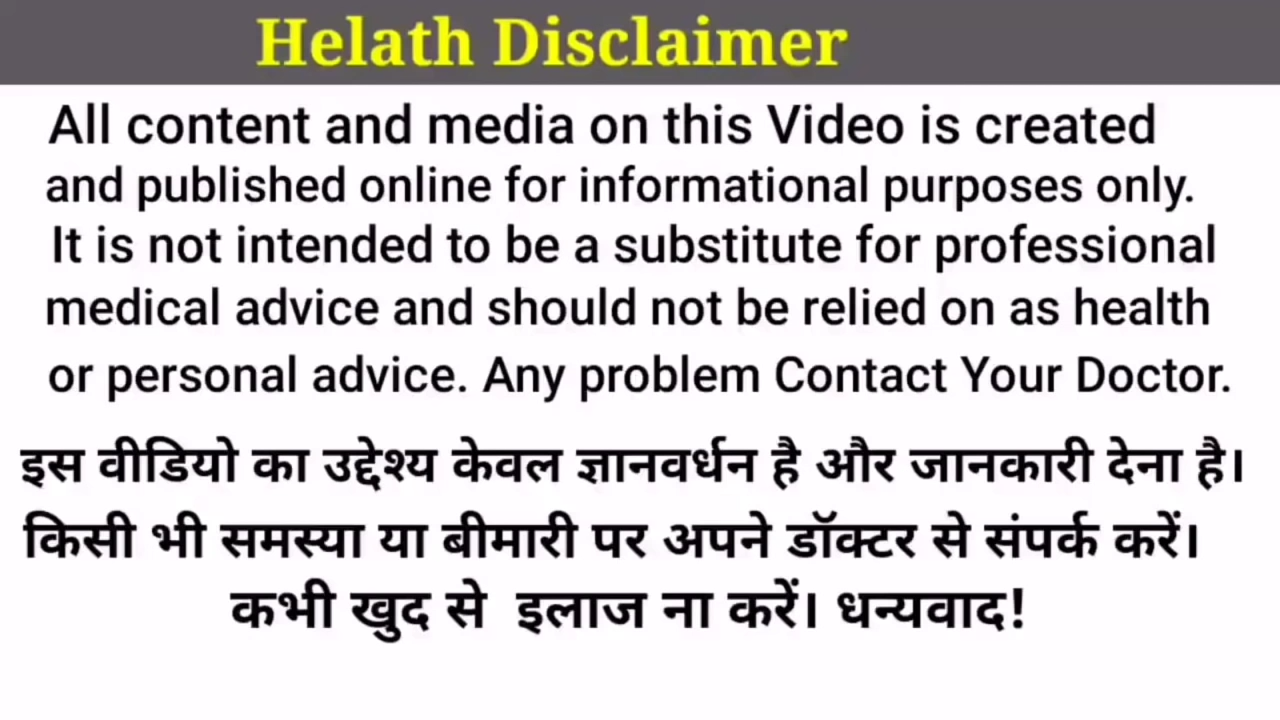 Helath Disclaimer
All content and media on this Video is created
and published online for informational purposes only.
It is not intended to be a substitute for professional
medical advice and should not be relied on as health
or personal advice. Any problem Contact Your Doctor.
इस वीडियो का उद्देश्य केवल ज्ञानवर्धन है और जानकारी देना है।
किसी भी समस्या या बीमारी पर अपने डॉक्टर से संपर्क करें।
कभी खुद से इलाज ना करें। धन्यवाद!